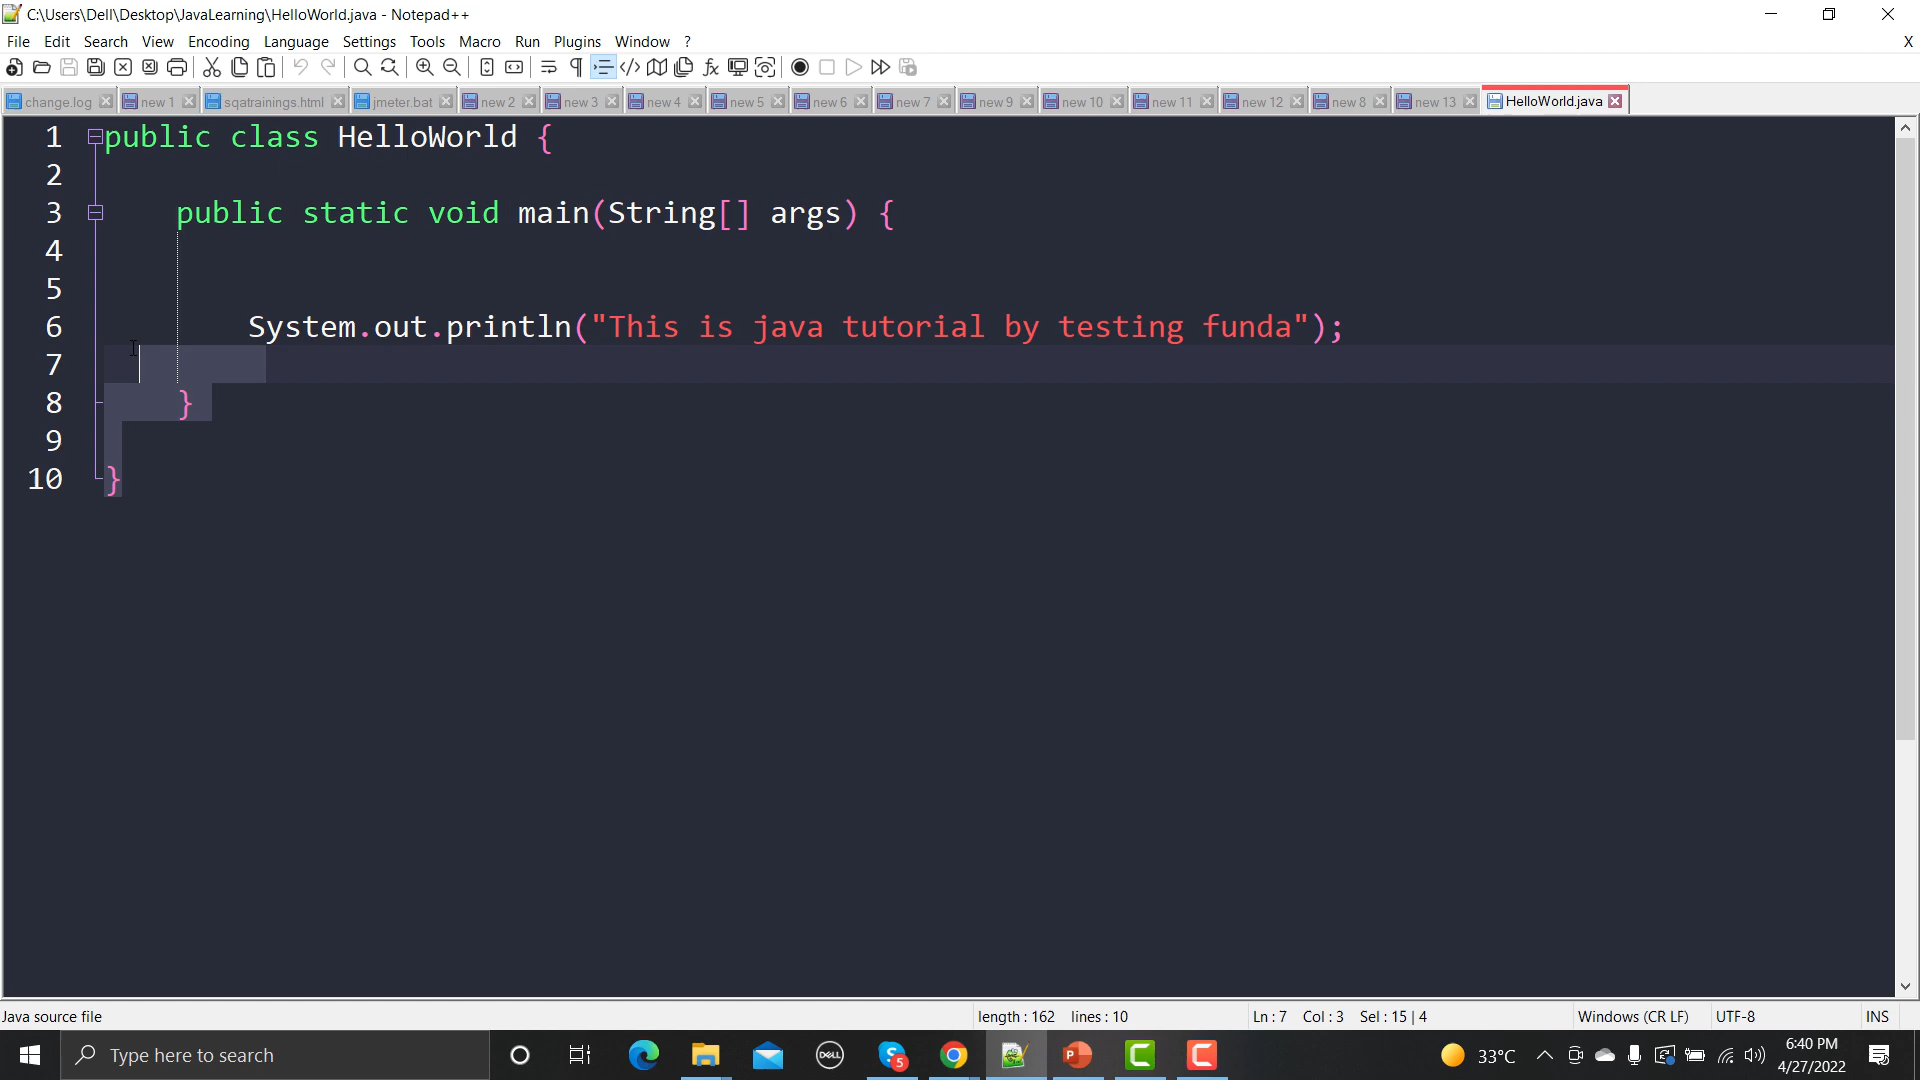 C:\Users\Dell\Desktop\JavaLearning\HelloWorld.java - Notepad++
File Edit Search View Encoding Language Settings Tools Macro Run Plugins Window ? X
change.log new 1 sqatrainings.html jmeter.bat new 2 new 3 new 4 new 5 new 6 new 7 new 9 new 10 new 11 new 12 new 8 new 13 HelloWorld.java
1 public class HelloWorld {
2
3 public static void main(String[] args) {
4
5
6 System.out.println("This is java tutorial by testing funda");
7
8 }
9
10 }
Java source file length : 162 lines : 10 Ln : 7 Col : 3 Sel : 15 | 4 Windows (CR LF) UTF-8 INS
Type here to search DELL 5 33°C 6:40 PM
4/27/2022